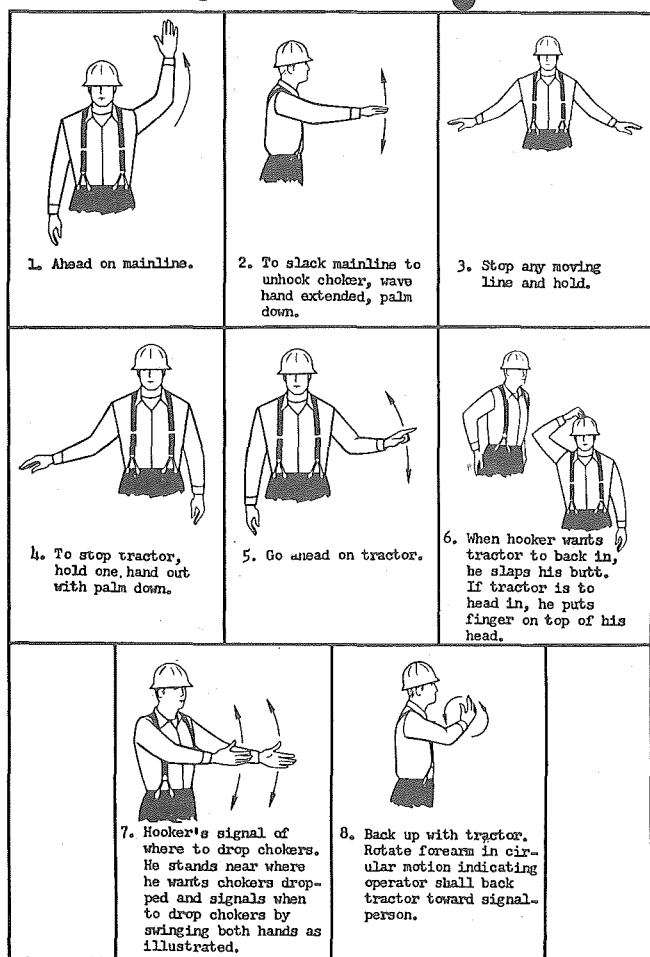 1. Ahead on mainline.
2. To slack mainline to
unhook choker, wave
hand extended, palm
down.
3. Stop any moving
line and hold.
4. To stop tractor,
hold one hand out
with palm down.
5. Go ahead on tractor.
6. When hooker wants
tractor to back in,
he slaps his butt.
If tractor is to
head in, he puts
finger on top of his
head.
7. Hooker's signal of
where to drop chokers.
He stands near where
he wants chokers drop-
ped and signals when
to drop chokers by
swinging both hands as
illustrated.
8. Back up with tractor.
Rotate forearm in cir-
cular motion indicating
operator shall back
tractor toward signal-
person.